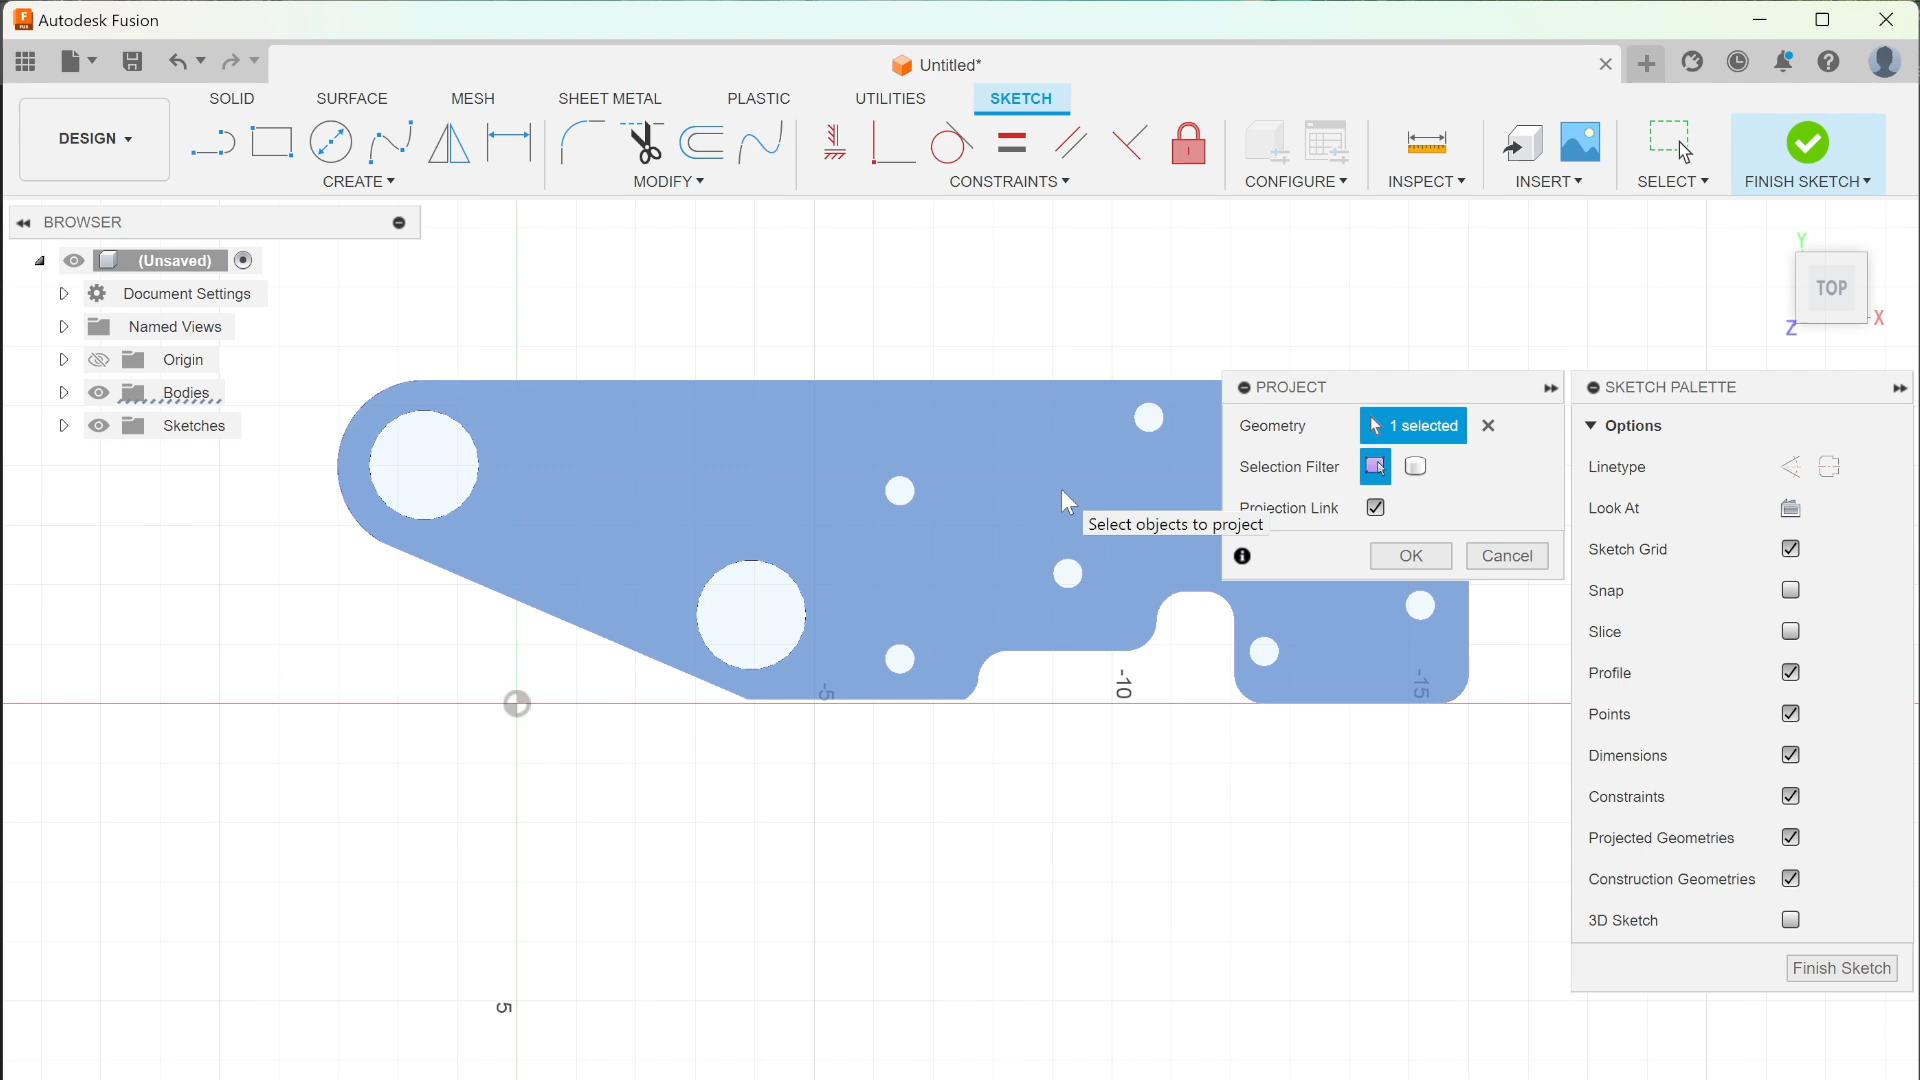 Autodesk Fusion
Untitled*
SOLID SURFACE MESH SHEET METAL PLASTIC UTILITIES SKETCH
DESIGN
CREATE MODIFY CONSTRAINTS CONFIGURE INSPECT INSERT SELECT FINISH SKETCH
BROWSER
(Unsaved)
Document Settings
Named Views
Origin
Bodies
Sketches
Y
TOP
X
Z
PROJECT
Geometry 1 selected
Selection Filter
Projection Link
Select objects to project
OK Cancel
SKETCH PALETTE
Options
Linetype
Look At
Sketch Grid
Snap
Slice
Profile
Points
Dimensions
Constraints
Projected Geometries
Construction Geometries
3D Sketch
Finish Sketch
-5
-10
-15
5